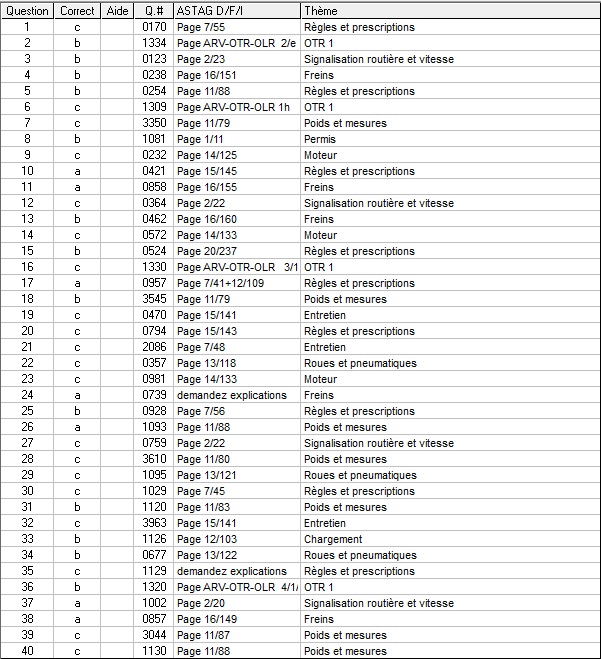 Question Correct Aide Q.# ASTAG D/F/I Thème
1 c 0170 Page 7/55 Règles et prescriptions
2 b 1334 Page ARV-OTR-OLR 2/e OTR 1
3 b 0123 Page 2/23 Signalisation routière et vitesse
4 b 0238 Page 16/151 Freins
5 b 0254 Page 11/88 Règles et prescriptions
6 c 1309 Page ARV-OTR-OLR 1h OTR 1
7 c 3350 Page 11/79 Poids et mesures
8 b 1081 Page 1/11 Permis
9 c 0232 Page 14/125 Moteur
10 a 0421 Page 15/145 Règles et prescriptions
11 a 0858 Page 16/155 Freins
12 c 0364 Page 2/22 Signalisation routière et vitesse
13 b 0462 Page 16/160 Freins
14 c 0572 Page 14/133 Moteur
15 b 0524 Page 20/237 Règles et prescriptions
16 c 1330 Page ARV-OTR-OLR 3/1 OTR 1
17 a 0957 Page 7/41+12/109 Règles et prescriptions
18 b 3545 Page 11/79 Poids et mesures
19 c 0470 Page 15/141 Entretien
20 c 0794 Page 15/143 Règles et prescriptions
21 c 2086 Page 7/48 Entretien
22 c 0357 Page 13/118 Roues et pneumatiques
23 c 0981 Page 14/133 Moteur
24 a 0739 demandez explications Freins
25 b 0928 Page 7/56 Règles et prescriptions
26 a 1093 Page 11/88 Poids et mesures
27 c 0759 Page 2/22 Signalisation routière et vitesse
28 c 3610 Page 11/80 Poids et mesures
29 c 1095 Page 13/121 Roues et pneumatiques
30 c 1029 Page 7/45 Règles et prescriptions
31 b 1120 Page 11/83 Poids et mesures
32 c 3963 Page 15/141 Entretien
33 b 1126 Page 12/103 Chargement
34 b 0677 Page 13/122 Roues et pneumatiques
35 c 1129 demandez explications Règles et prescriptions
36 b 1320 Page ARV-OTR-OLR 4/1/ OTR 1
37 a 1002 Page 2/20 Signalisation routière et vitesse
38 a 0857 Page 16/149 Freins
39 c 3044 Page 11/87 Poids et mesures
40 c 1130 Page 11/88 Poids et mesures